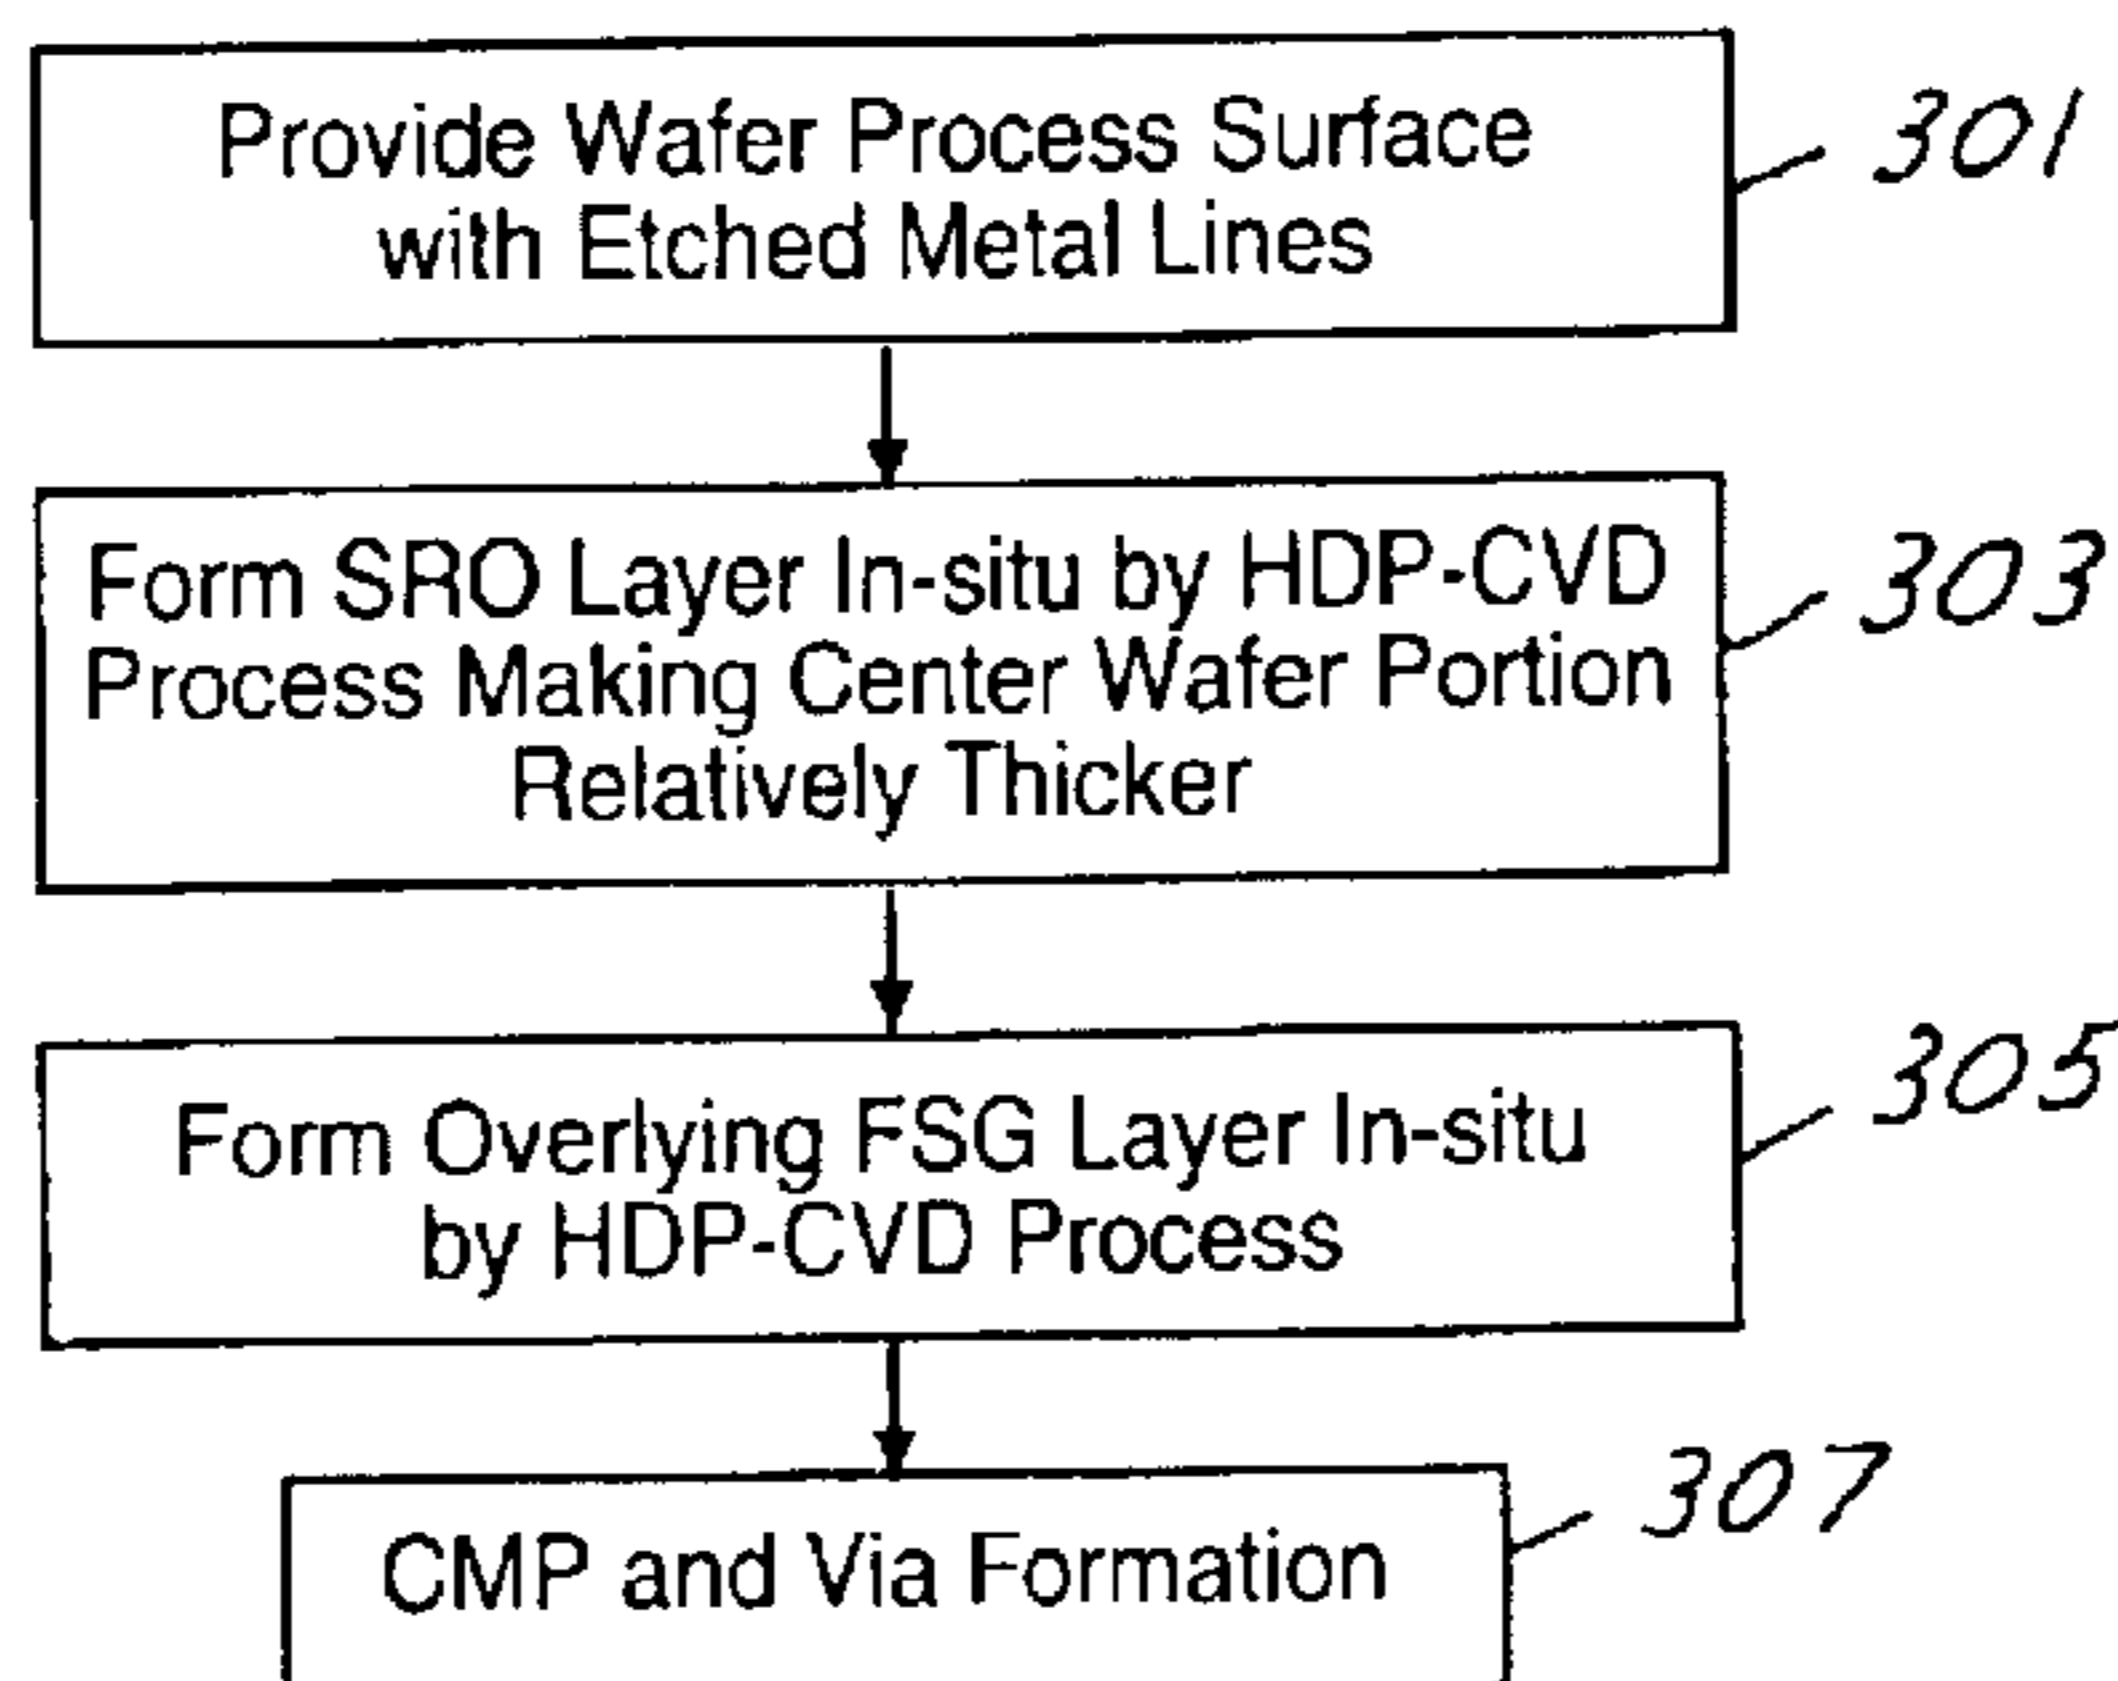 Provide Wafer Process Surface
with Etched Metal Lines
301
Form SRO Layer In-situ by HDP-CVD
Process Making Center Wafer Portion
Relatively Thicker
303
Form Overlying FSG Layer In-situ
by HDP-CVD Process
305
CMP and Via Formation
307